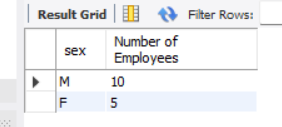 Result Grid Filter Rows:
sex Number of
Employees
M 10
F 5